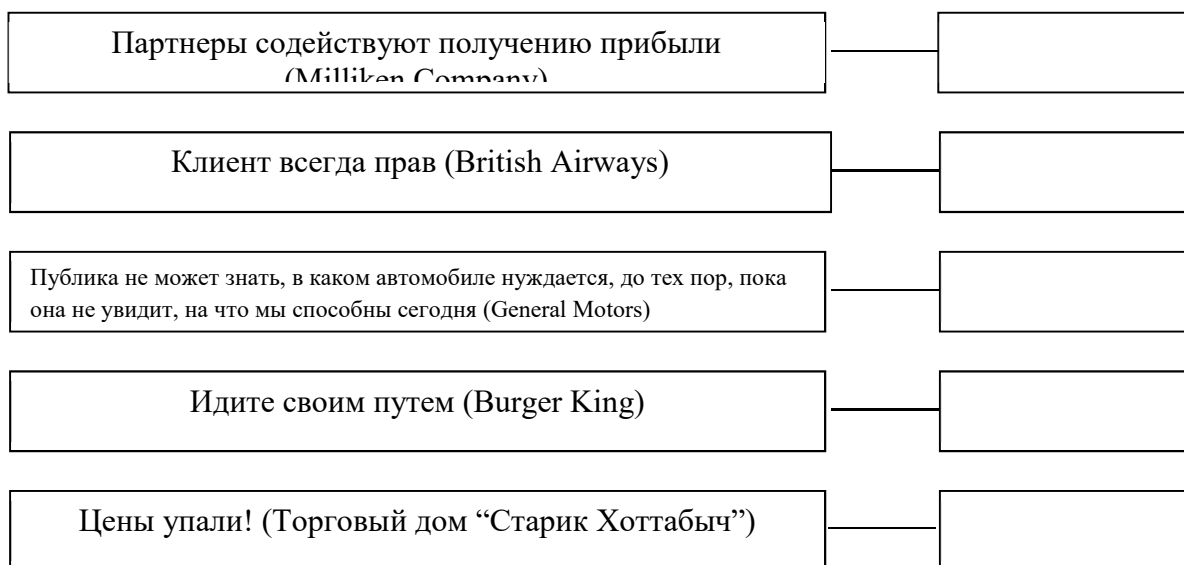 Партнеры содействуют получению прибыли
(Milliken Company)
Клиент всегда прав (British Airways)
Публика не может знать, в каком автомобиле нуждается, до тех пор, пока
она не увидит, на что мы способны сегодня (General Motors)
Идите своим путем (Burger King)
Цены упали! (Торговый дом “Старик Хоттабыч”)